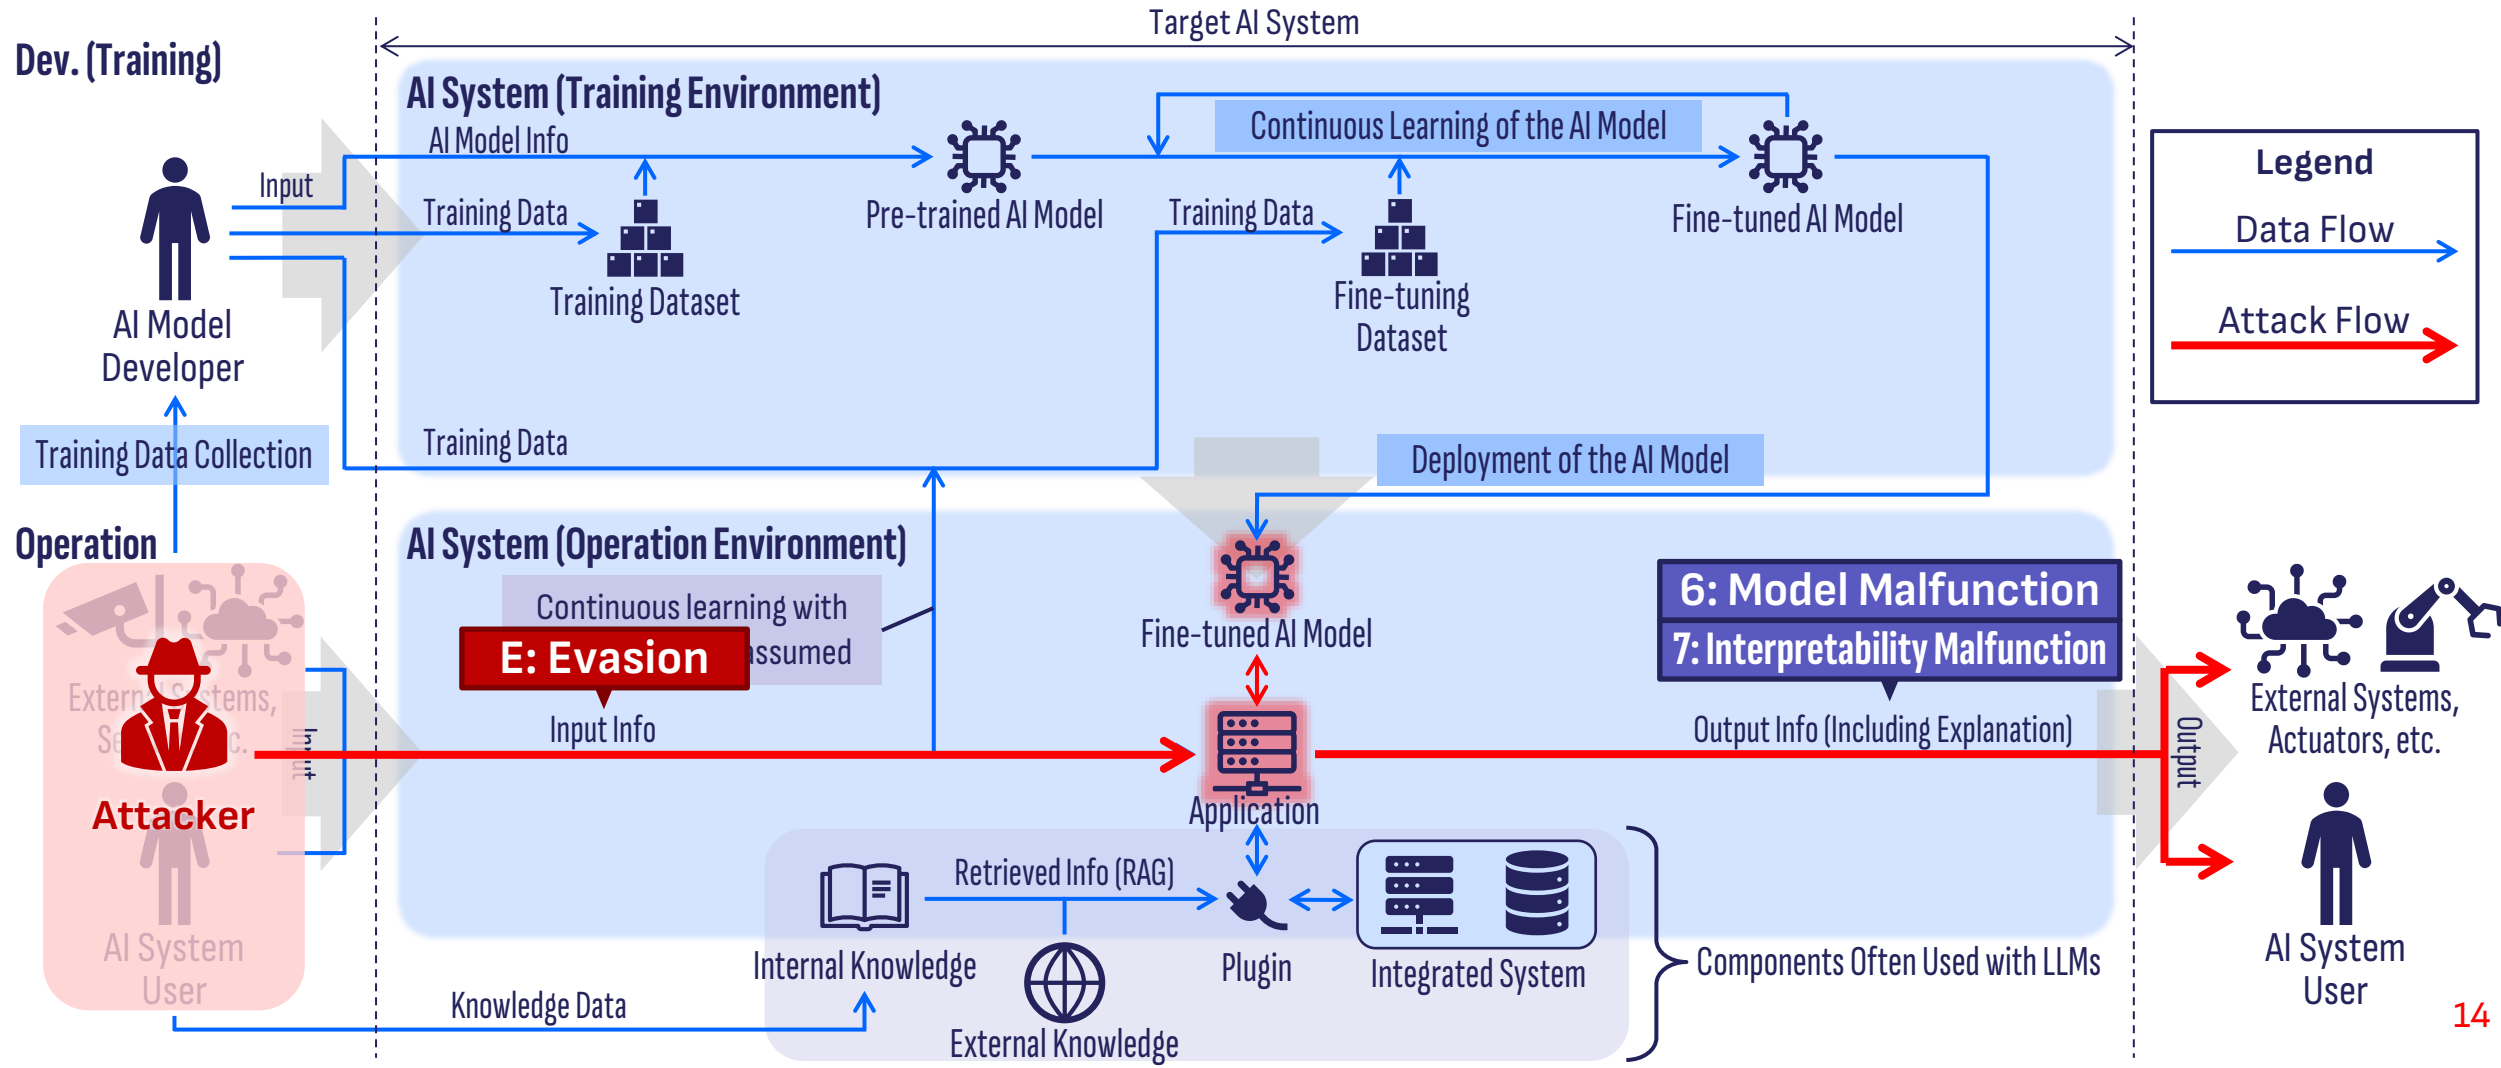 Target AI System
Dev. (Training)
AI System (Training Environment)
AI Model Info
Continuous Learning of the AI Model
Input
Training Data
Pre-trained AI Model
Training Data
Fine-tuned AI Model
Training Dataset
Fine-tuning
Dataset
AI Model
Developer
Legend
Data Flow
Attack Flow
Training Data Collection
Training Data
Deployment of the AI Model
Operation
AI System (Operation Environment)
Continuous learning with
assumed
E: Evasion
Fine-tuned AI Model
6: Model Malfunction
7: Interpretability Malfunction
External Systems,
Input
Input Info
Output Info (Including Explanation)
Output
External Systems,
Actuators, etc.
Attacker
Application
AI System
User
Retrieved Info (RAG)
Internal Knowledge
Plugin
Integrated System
Components Often Used with LLMs
AI System
User
Knowledge Data
External Knowledge
14